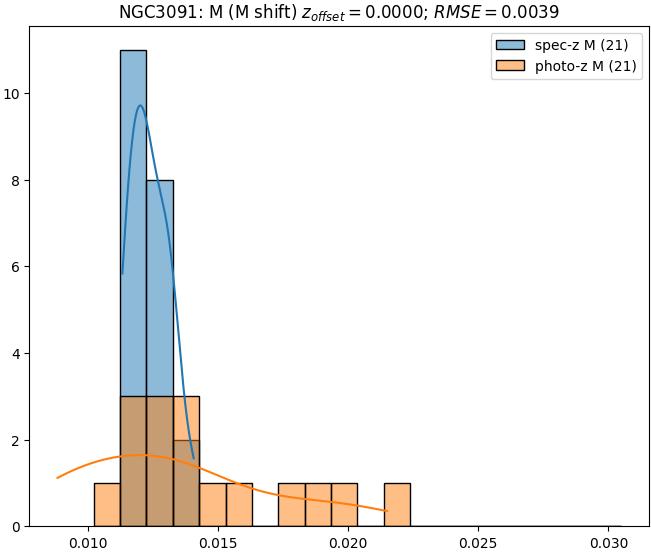 NGC3091: M (M shift) z_offset = 0.0000; RMSE = 0.0039
spec-z M (21)
photo-z M (21)
10
8
6
4
2
0
0.010 0.015 0.020 0.025 0.030